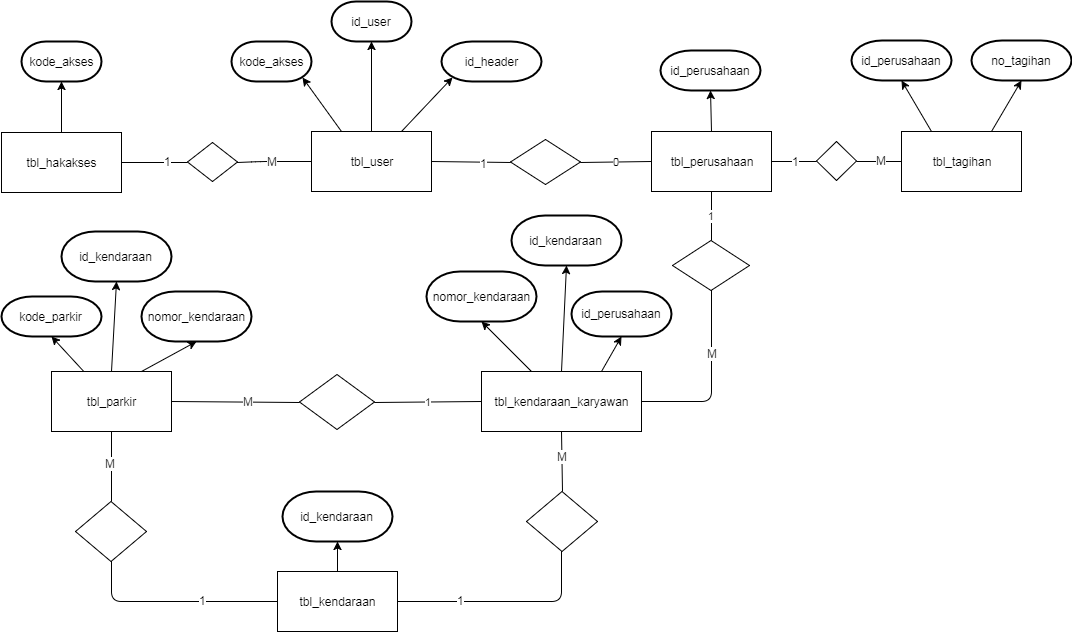 id_user
kode_akses
kode_akses
id_header
id_perusahaan
id_perusahaan
no_tagihan
tbl_hakakses
1
M
tbl_user
1
0
tbl_perusahaan
1
M
tbl_tagihan
1
id_kendaraan
id_kendaraan
kode_parkir
nomor_kendaraan
nomor_kendaraan
id_perusahaan
M
tbl_parkir
M
1
tbl_kendaraan_karyawan
M
M
id_kendaraan
1
tbl_kendaraan
1